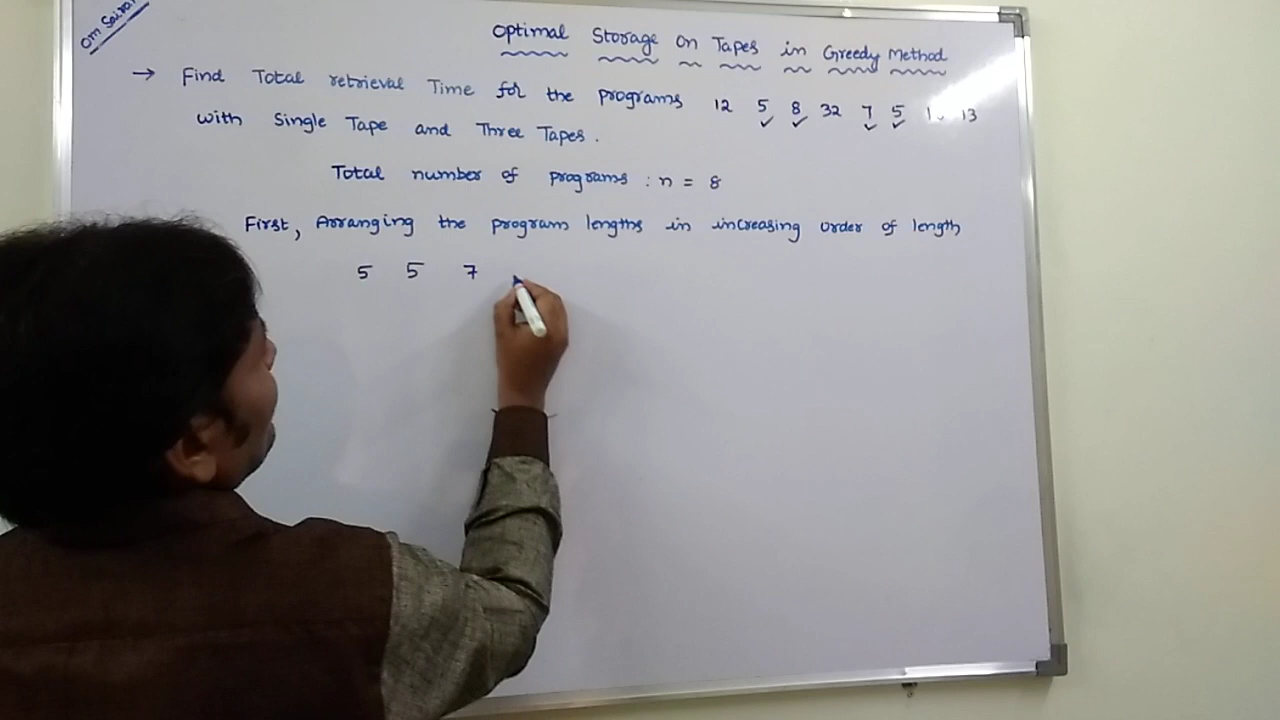 Om Sairam
Optimal Storage on Tapes in Greedy Method
→ Find Total retrieval Time for the programs 12 5 8 32 7 5 13
with Single Tape and Three Tapes.
Total number of programs : n = 8
First, Arranging the program lengths in increasing order of length
5 5 7